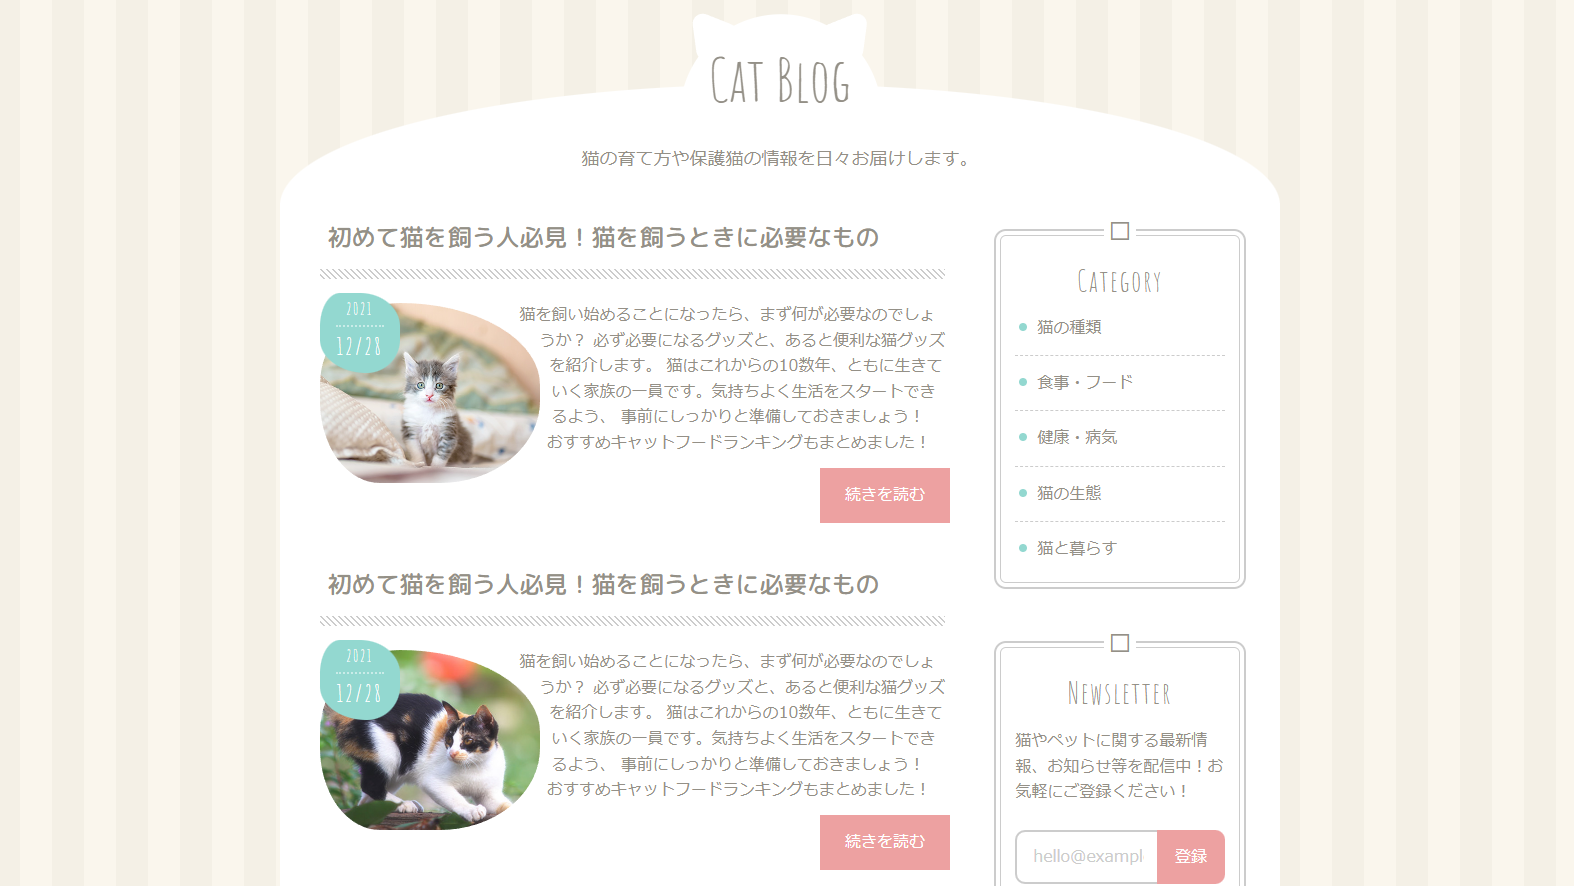 Cat Blog
猫の育て方や保護猫の情報を日々お届けします。
初めて猫を飼う人必見！猫を飼うときに必要なもの
2021
12/28
猫を飼い始めることになったら、まず何が必要なのでしょ
うか？ 必ず必要になるグッズと、あると便利な猫グッズ
を紹介します。 猫はこれからの10数年、ともに生きて
いく家族の一員です。気持ちよく生活をスタートでき
るよう、 事前にしっかりと準備しておきましょう！
おすすめキャットフードランキングもまとめました！
続きを読む
初めて猫を飼う人必見！猫を飼うときに必要なもの
2021
12/28
猫を飼い始めることになったら、まず何が必要なのでしょ
うか？ 必ず必要になるグッズと、あると便利な猫グッズ
を紹介します。 猫はこれからの10数年、ともに生きて
いく家族の一員です。気持ちよく生活をスタートでき
るよう、 事前にしっかりと準備しておきましょう！
おすすめキャットフードランキングもまとめました！
続きを読む
Category
猫の種類
食事・フード
健康・病気
猫の生態
猫と暮らす
Newsletter
猫やペットに関する最新情
報、お知らせ等を配信中！お
気軽にご登録ください！
hello@exampl
登録